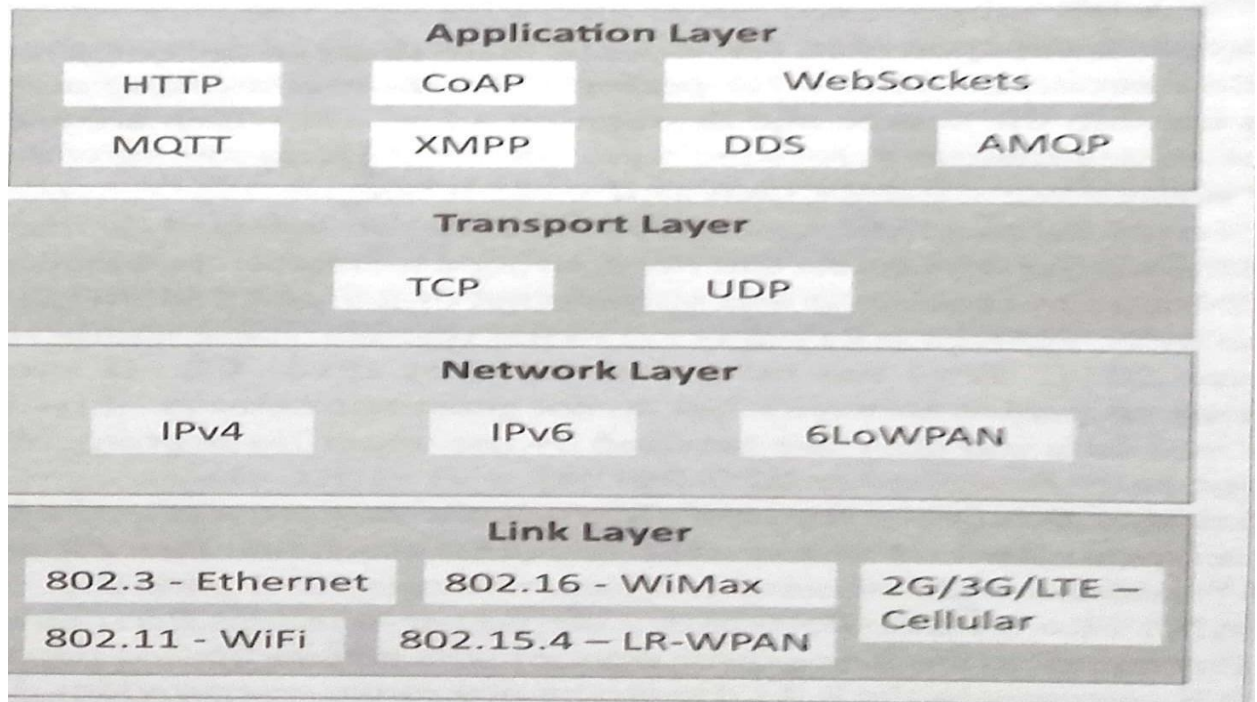 Application Layer
HTTP CoAP WebSockets
MQTT XMPP DDS AMQP
Transport Layer
TCP UDP
Network Layer
IPv4 IPv6 6LoWPAN
Link Layer
802.3 - Ethernet 802.16 - WiMax 2G/3G/LTE –
Cellular
802.11 - WiFi 802.15.4 – LR-WPAN